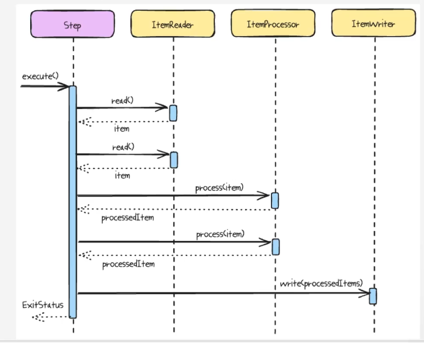 Step
ItemReader
ItemProcessor
ItemWriter
execute()
read()
item
read()
item
process(item)
processedItem
process(item)
processedItem
write(processedItems)
ExitStatus